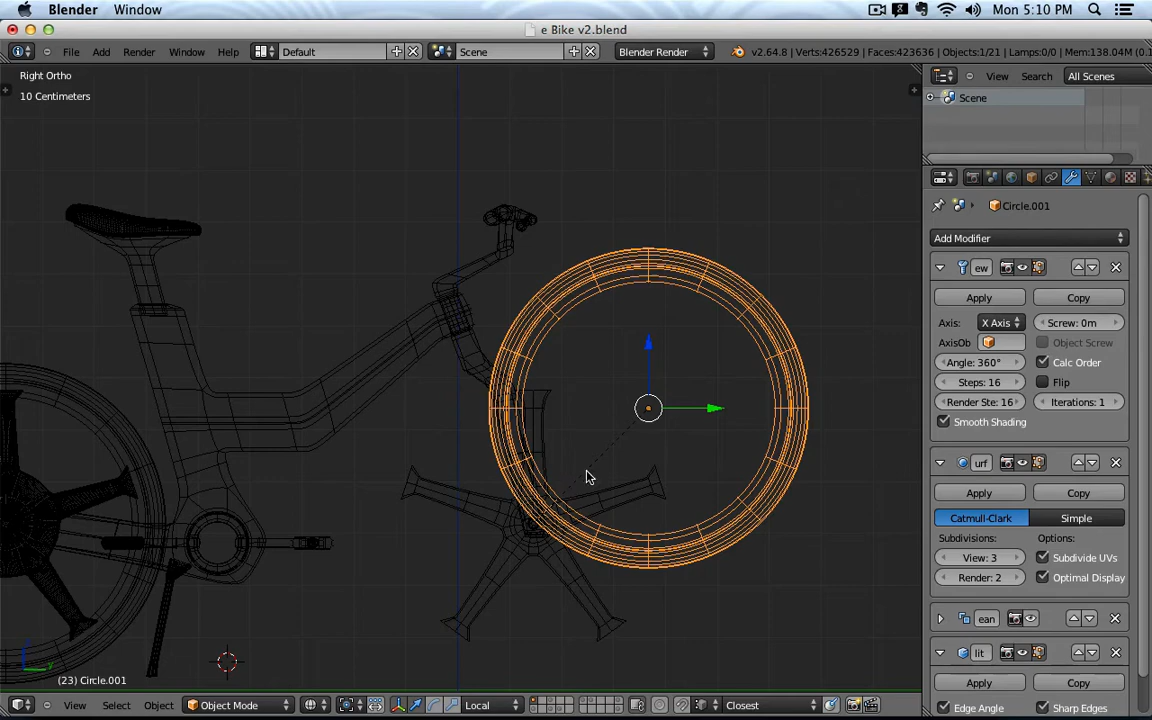 Blender Window Mon 5:10 PM
e Bike v2.blend
File Add Render Window Help Default Scene Blender Render v2.64.8 | Verts:426529 | Faces:423636 | Objects:1/21 | Lamps:0/0 | Mem:138.04M (0.1
Right Ortho
View Search All Scenes
10 Centimeters
Scene
Circle.001
Add Modifier
ew
Apply Copy
Axis: X Axis Screw: 0m
AxisOb Object Screw
Angle: 360° Calc Order
Steps: 16 Flip
Render Ste: 16 Iterations: 1
Smooth Shading
urf
Apply Copy
Catmull-Clark Simple
Subdivisions: Options:
View: 3 Subdivide UVs
Render: 2 Optimal Display
ean
lit
(23) Circle.001
Apply Copy
View Select Object Object Mode Local Closest
Edge Angle Sharp Edges